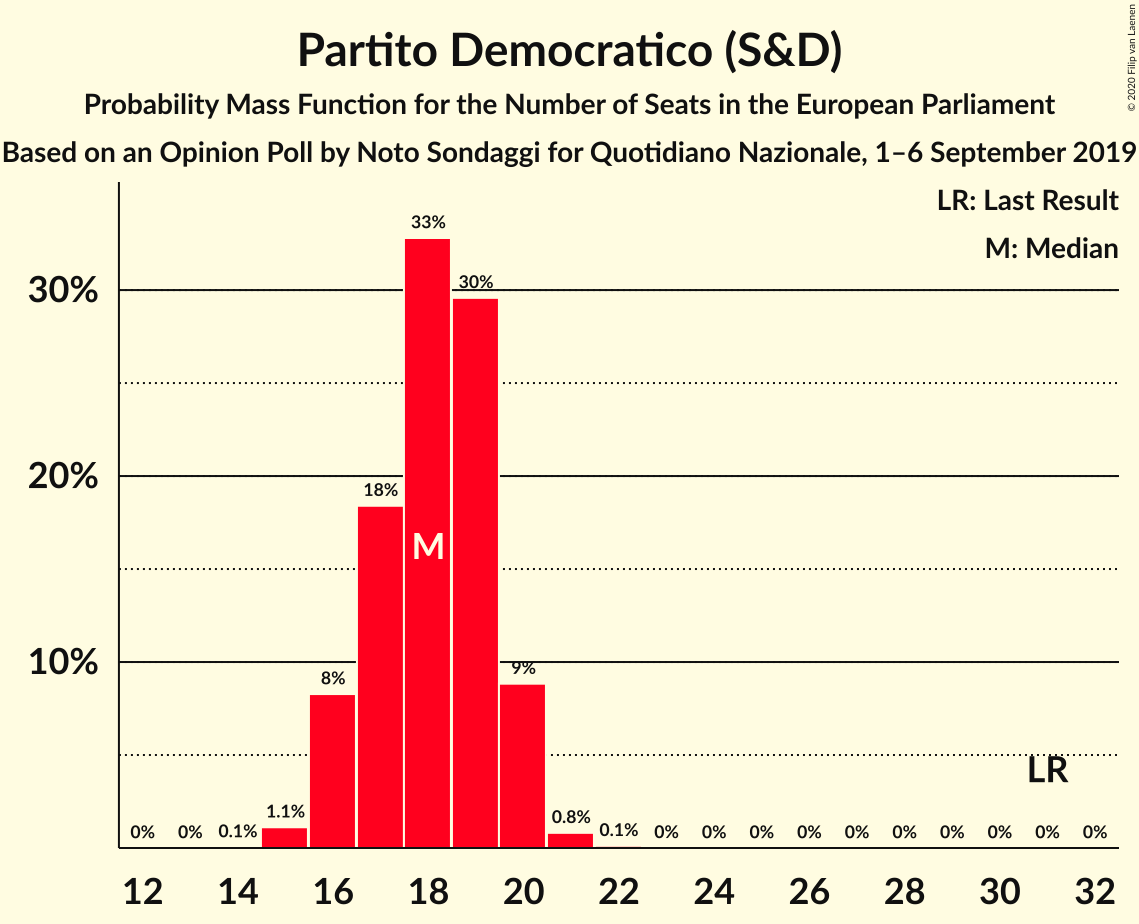 Partito Democratico (S&D)
Probability Mass Function for the Number of Seats in the European Parliament
Based on an Opinion Poll by Noto Sondaggi for Quotidiano Nazionale, 1–6 September 2019
© 2020 Filip van Laenen
LR: Last Result
M: Median
33%
30%
30%
20%
18%
M
10%
9%
8%
LR
1.1%
0.8%
0% 0% 0.1% 0.1% 0% 0% 0% 0% 0% 0% 0% 0% 0% 0%
12 14 16 18 20 22 24 26 28 30 32